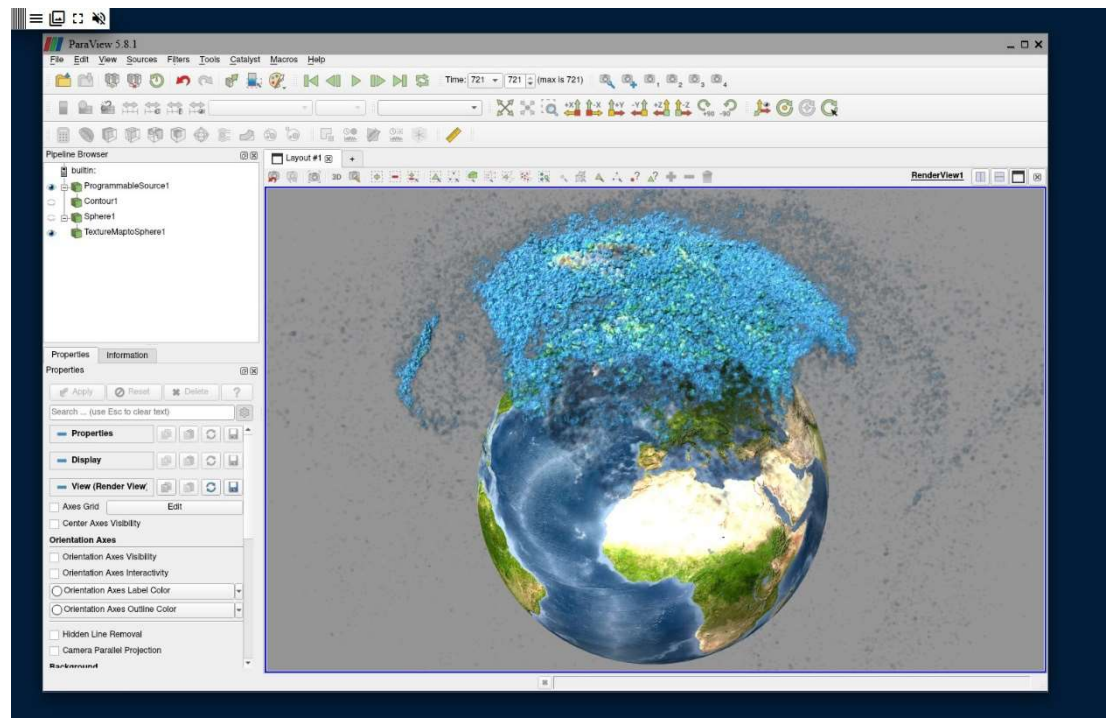 ParaView 5.8.1
File Edit View Sources Filters Tools Catalyst Macros Help
Time: 721 721 (max is 721)
+X -X +Y -Y +Z -Z +90 -90
Pipeline Browser
Layout #1 +
builtin:
3D RenderView1
ProgrammableSource1
Contour1
Sphere1
TextureMaptoSphere1
Properties Information
Properties
Apply Reset Delete ?
Search ... (use Esc to clear text)
Properties
Display
View (Render View)
Axes Grid Edit
Center Axes Visibility
Orientation Axes
Orientation Axes Visibility
Orientation Axes Interactivity
Orientation Axes Label Color
Orientation Axes Outline Color
Hidden Line Removal
Camera Parallel Projection
Background